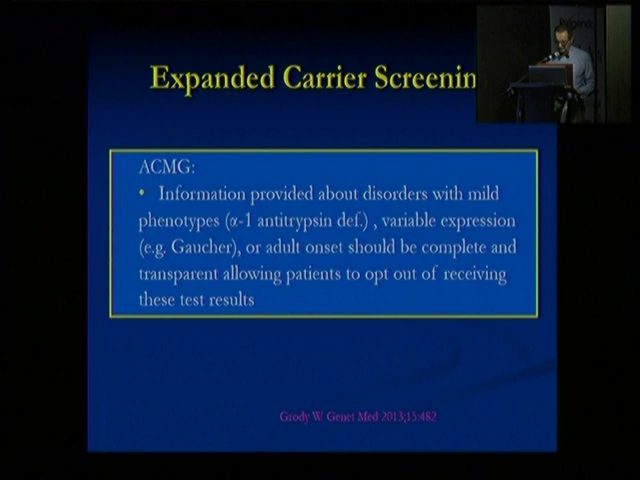 Expanded Carrier Screenin
ACMG:
• Information provided about disorders with mild
phenotypes (α-1 antitrypsin def.) , variable expression
(e.g. Gaucher), or adult onset should be complete and
transparent allowing patients to opt out of receiving
these test results
Grody W. Genet Med 2013;15:482